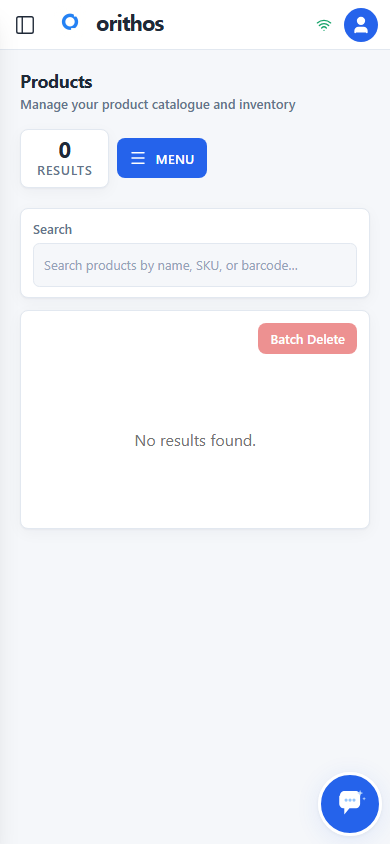 orithos
Products
Manage your product catalogue and inventory
0
RESULTS
MENU
Search
Search products by name, SKU, or barcode...
Batch Delete
No results found.